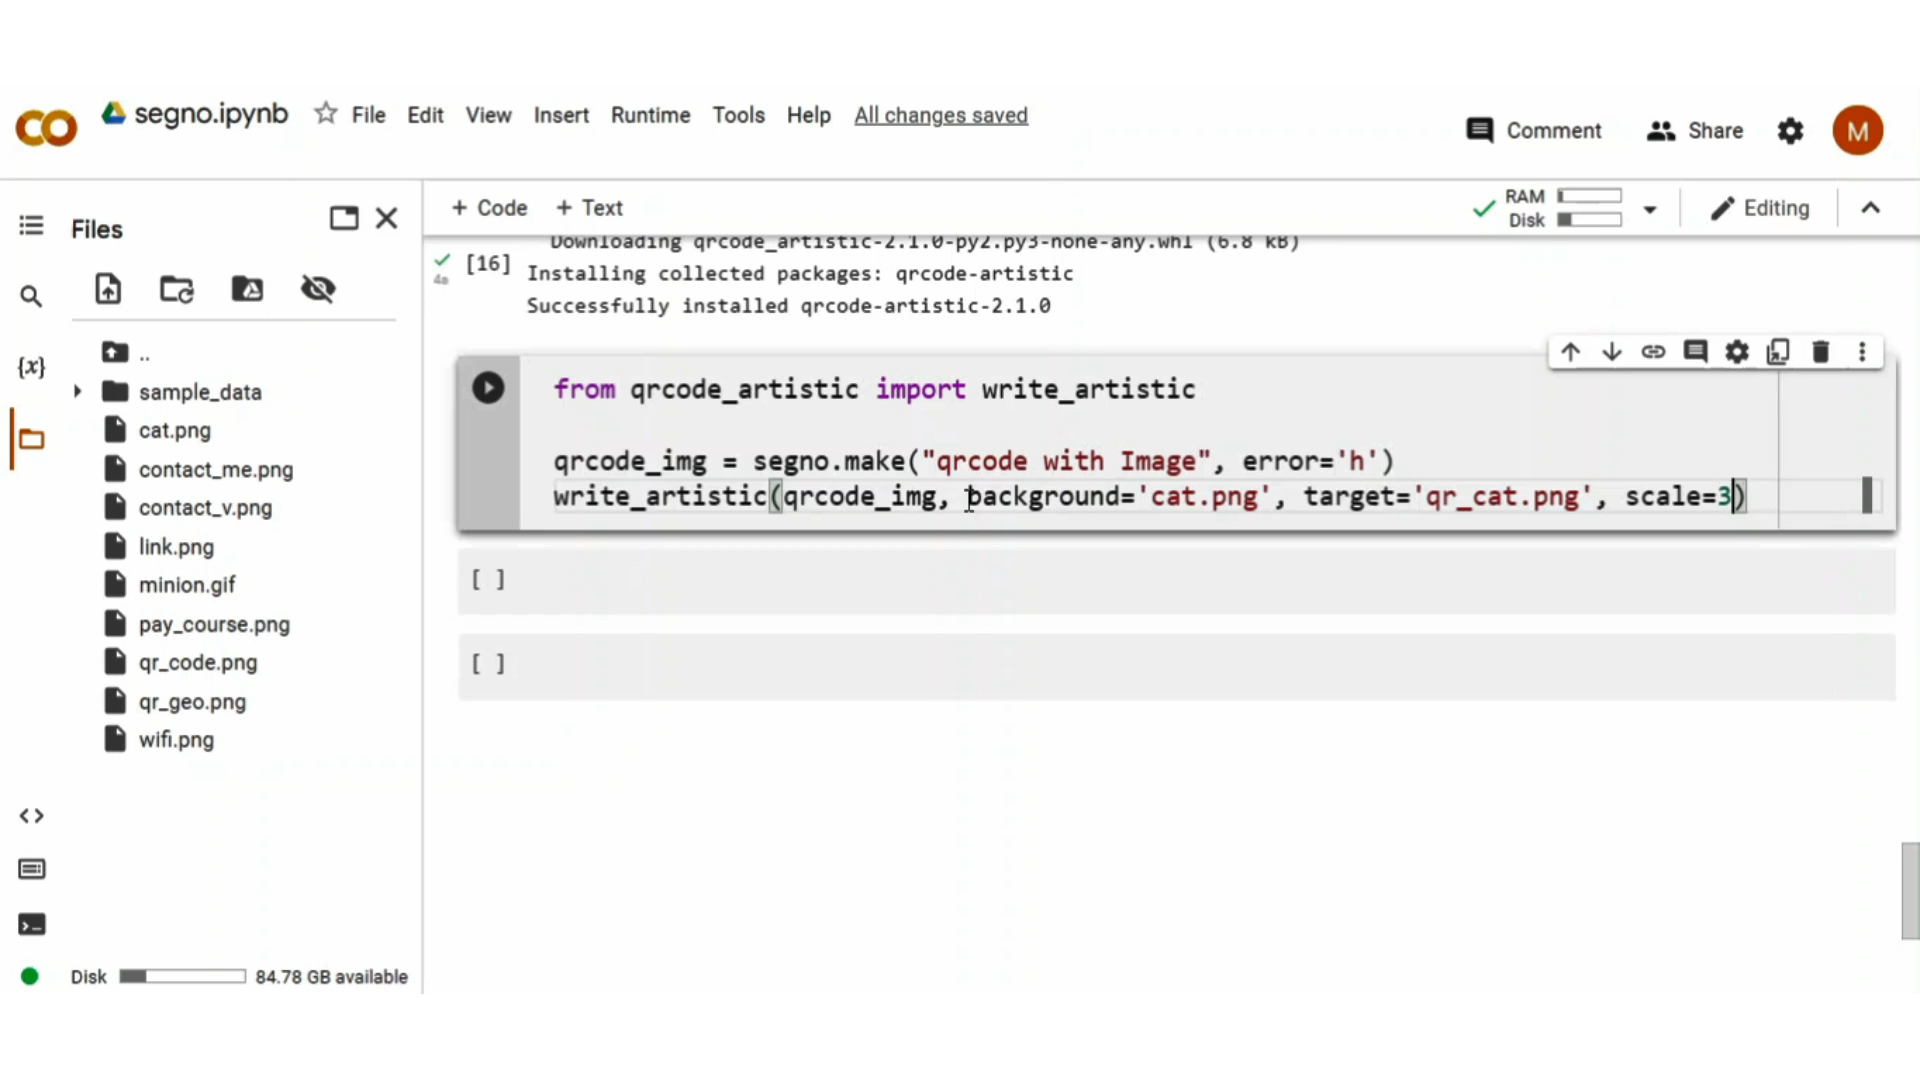 segno.ipynb File Edit View Insert Runtime Tools Help All changes saved
Comment Share M
Files
+ Code + Text
RAM
Disk
Editing
Downloading qrcode_artistic-2.1.0-py2.py3-none-any.whl (6.8 kB)
[16] Installing collected packages: qrcode-artistic
4s
Successfully installed qrcode-artistic-2.1.0
{x}
..
sample_data
cat.png
contact_me.png
contact_v.png
link.png
minion.gif
pay_course.png
qr_code.png
qr_geo.png
wifi.png
from qrcode_artistic import write_artistic
qrcode_img = segno.make("qrcode with Image", error='h')
write_artistic(qrcode_img, background='cat.png', target='qr_cat.png', scale=3)
[ ]
[ ]
Disk 84.78 GB available